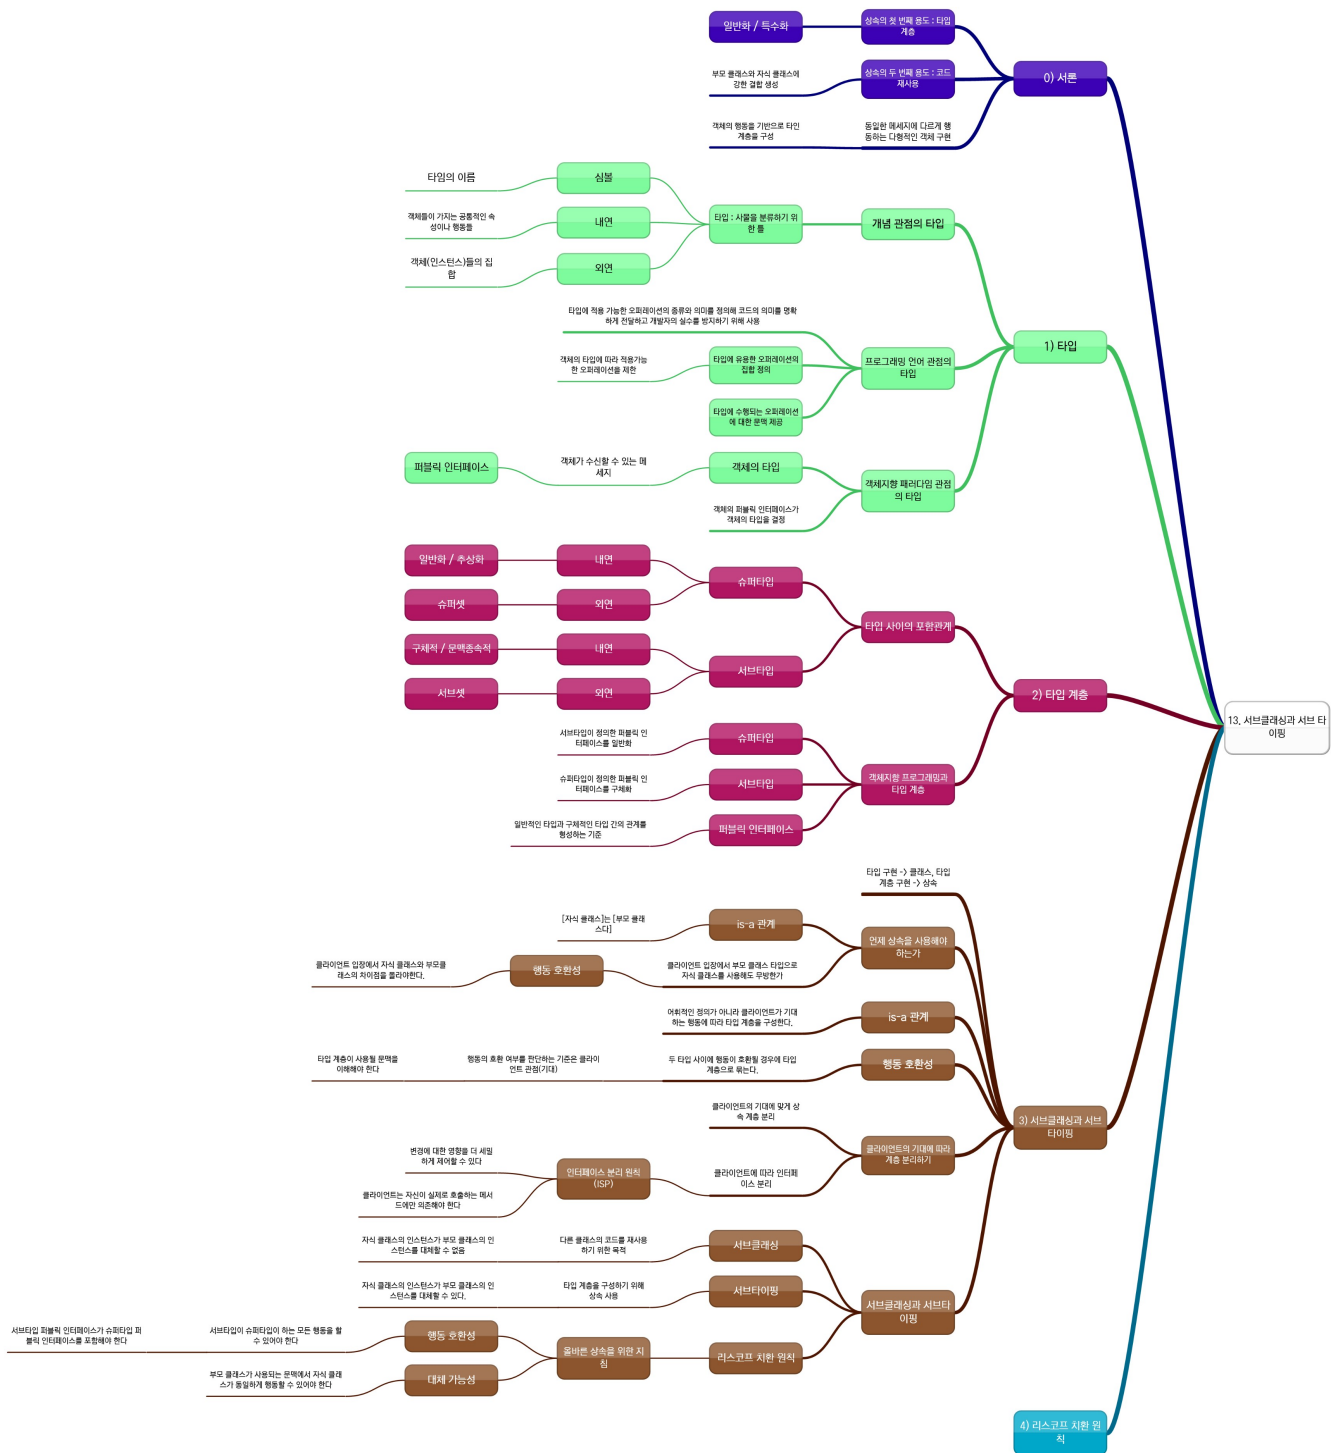 13. 서브클래싱과 서브 타
이핑
0) 서론
상속의 첫 번째 용도 : 타입
계층
일반화 / 특수화
상속의 두 번째 용도 : 코드
재사용
부모 클래스와 자식 클래스에
강한 결합 생성
동일한 메세지에 다르게 행
동하는 다형적인 객체 구현
객체의 행동을 기반으로 타인
계층을 구성
1) 타입
개념 관점의 타입
타입 : 사물을 분류하기 위
한 틀
심볼
타임의 이름
내연
객체들이 가지는 공통적인 속
성이나 행동들
외연
객체(인스턴스)들의 집
합
프로그래밍 언어 관점의
타입
타입에 적용 가능한 오퍼레이션의 종류와 의미를 정의해 코드의 의미를 명확
하게 전달하고 개발자의 실수를 방지하기 위해 사용
타입에 유용한 오퍼레이션의
집합 정의
객체의 타입에 따라 적용가능
한 오퍼레이션을 제한
타입에 수행되는 오퍼레이션
에 대한 문맥 제공
객체지향 패러다임 관점
의 타입
객체의 타입
객체가 수신할 수 있는 메
세지
퍼블릭 인터페이스
객체의 퍼블릭 인터페이스가
객체의 타입을 결정
2) 타입 계층
타입 사이의 포함관계
슈퍼타입
내연
일반화 / 추상화
외연
슈퍼셋
서브타입
내연
구체적 / 문맥종속적
외연
서브셋
객체지향 프로그래밍과
타입 계층
슈퍼타입
서브타입이 정의한 퍼블릭 인
터페이스를 일반화
서브타입
슈퍼타입이 정의한 퍼블릭 인
터페이스를 구체화
퍼블릭 인터페이스
일반적인 타입과 구체적인 타입 간의 관계를
형성하는 기준
3) 서브클래싱과 서브
타이핑
타입 구현 -> 클래스, 타입
계층 구현 -> 상속
언제 상속을 사용해야
하는가
is-a 관계
[자식 클래스]는 [부모 클래
스다]
클라이언트 입장에서 부모 클래스 타입으로
자식 클래스를 사용해도 무방한가
행동 호환성
클라이언트 입장에서 자식 클래스와 부모클
래스의 차이점을 몰라야한다.
is-a 관계
어휘적인 정의가 아니라 클라이언트가 기대
하는 행동에 따라 타입 계층을 구성한다.
행동 호환성
두 타입 사이에 행동이 호환될 경우에 타입
계층으로 묶는다.
행동의 호환 여부를 판단하는 기준은 클라이
언트 관점(기대)
타입 계층이 사용될 문맥을
이해해야 한다
클라이언트의 기대에 따라
계층 분리하기
클라이언트의 기대에 맞게 상
속 계층 분리
클라이언트에 따라 인터페
이스 분리
인터페이스 분리 원칙
(ISP)
변경에 대한 영향을 더 세밀
하게 제어할 수 있다
클라이언트는 자신이 실제로 호출하는 메서
드에만 의존해야 한다
서브클래싱과 서브타
이핑
서브클래싱
다른 클래스의 코드를 재사용
하기 위한 목적
자식 클래스의 인스턴스가 부모 클래스의 인
스턴스를 대체할 수 없음
서브타이핑
타입 계층을 구성하기 위해
상속 사용
자식 클래스의 인스턴스가 부모 클래스의 인
스턴스를 대체할 수 있다.
리스코프 치환 원칙
올바른 상속을 위한 지
침
행동 호환성
서브타입이 슈퍼타입이 하는 모든 행동을 할
수 있어야 한다
서브타입 퍼블릭 인터페이스가 슈퍼타입 퍼
블릭 인터페이스를 포함해야 한다
대체 가능성
부모 클래스가 사용되는 문맥에서 자식 클래
스가 동일하게 행동할 수 있어야 한다
4) 리스코프 치환 원
칙